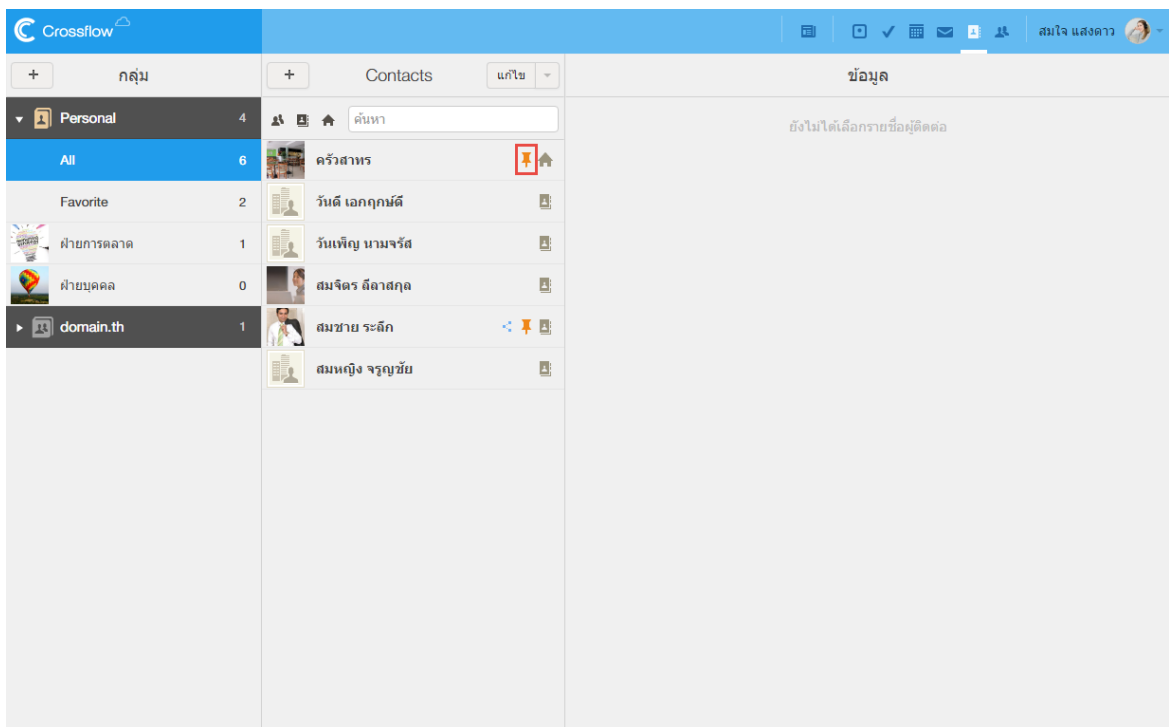 Crossflow
สมใจ แสงดาว
กลุ่ม
Contacts
แก้ไข
ข้อมูล
Personal 4
ค้นหา
ยังไม่ได้เลือกรายชื่อผู้ติดต่อ
All 6
ครัวสาทร
Favorite 2
วันดี เอกฤกษ์ดี
ฝ่ายการตลาด 1
วันเพ็ญ นามจรัส
ฝ่ายบุคคล 0
สมจิตร ลีลาสกุล
domain.th 1
สมชาย ระลึก
สมหญิง จรูญชัย